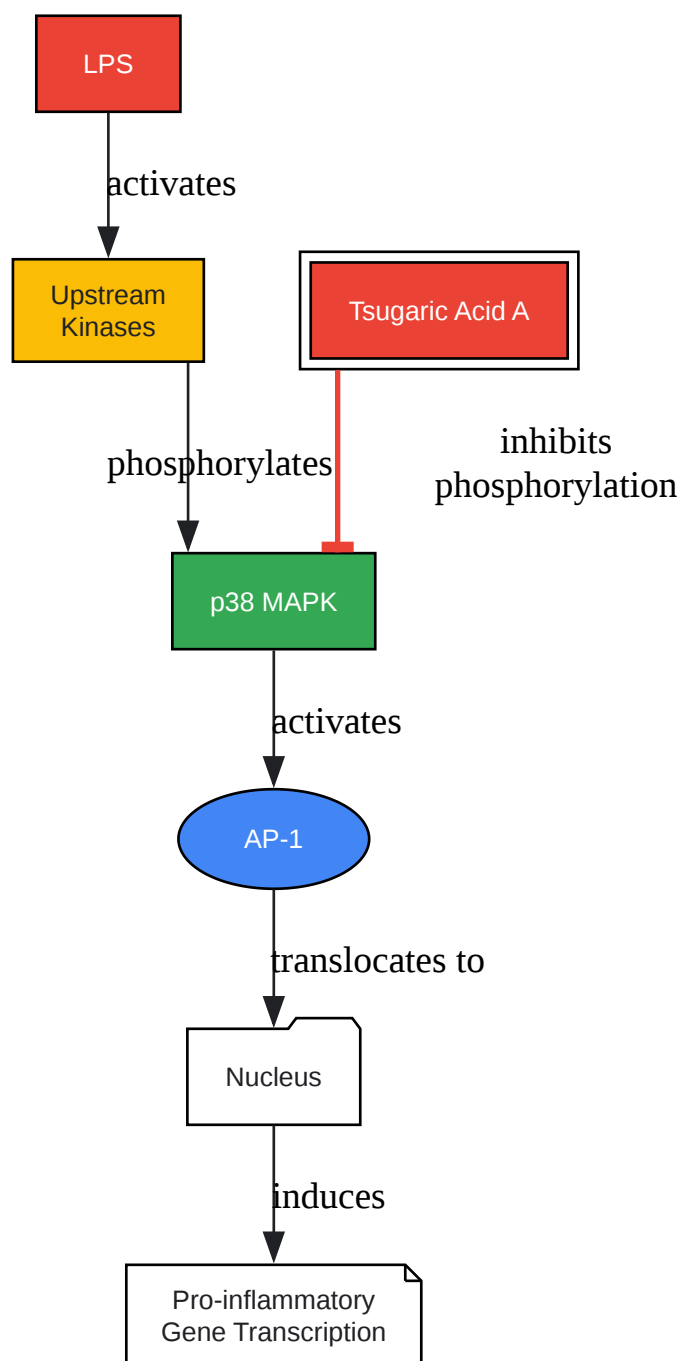 LPS
activates
Upstream
Kinases
Tsugaric Acid A
phosphorylates
inhibits
phosphorylation
p38 MAPK
activates
AP-1
translocates to
Nucleus
induces
Pro-inflammatory
Gene Transcription